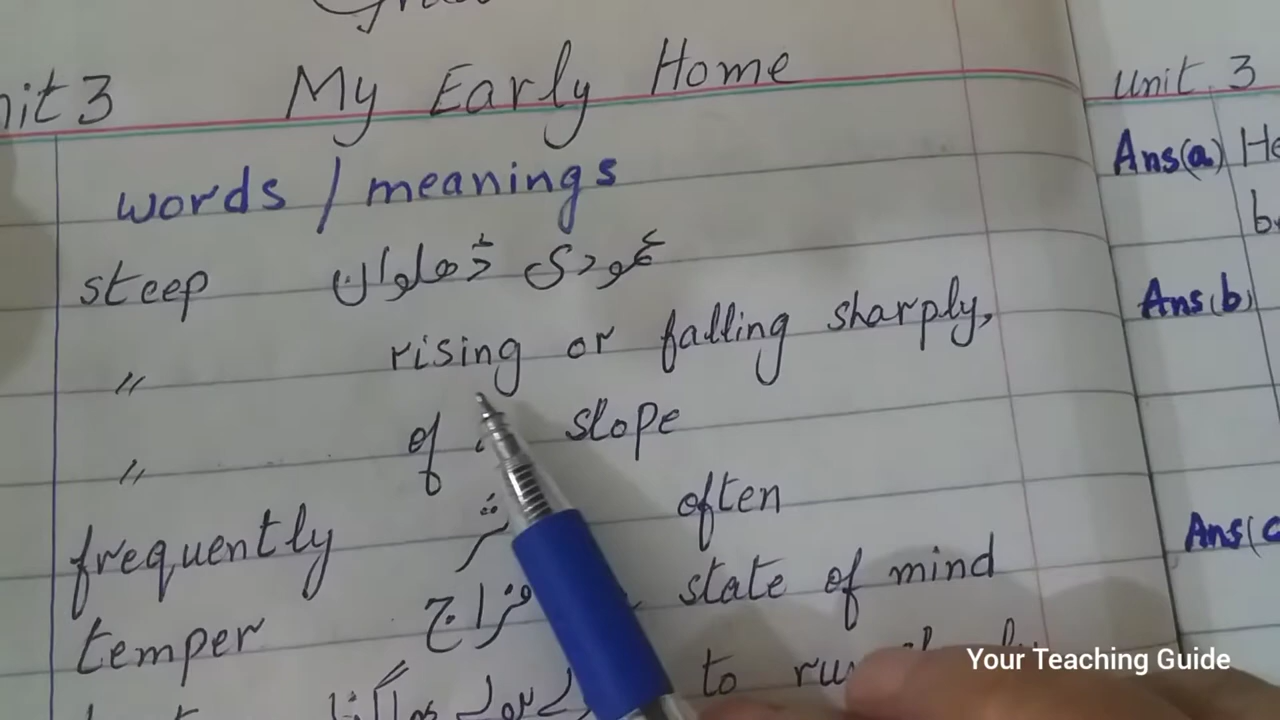 Unit 3 My Early Home
words / meanings
steep عمودی ڈھلوان
〃 rising or falling sharply,
〃 of a slope
frequently often
temper مزاج state of mind
to
Unit 3
Ans(a) He
Ans(b)
Ans(c
Your Teaching Guide